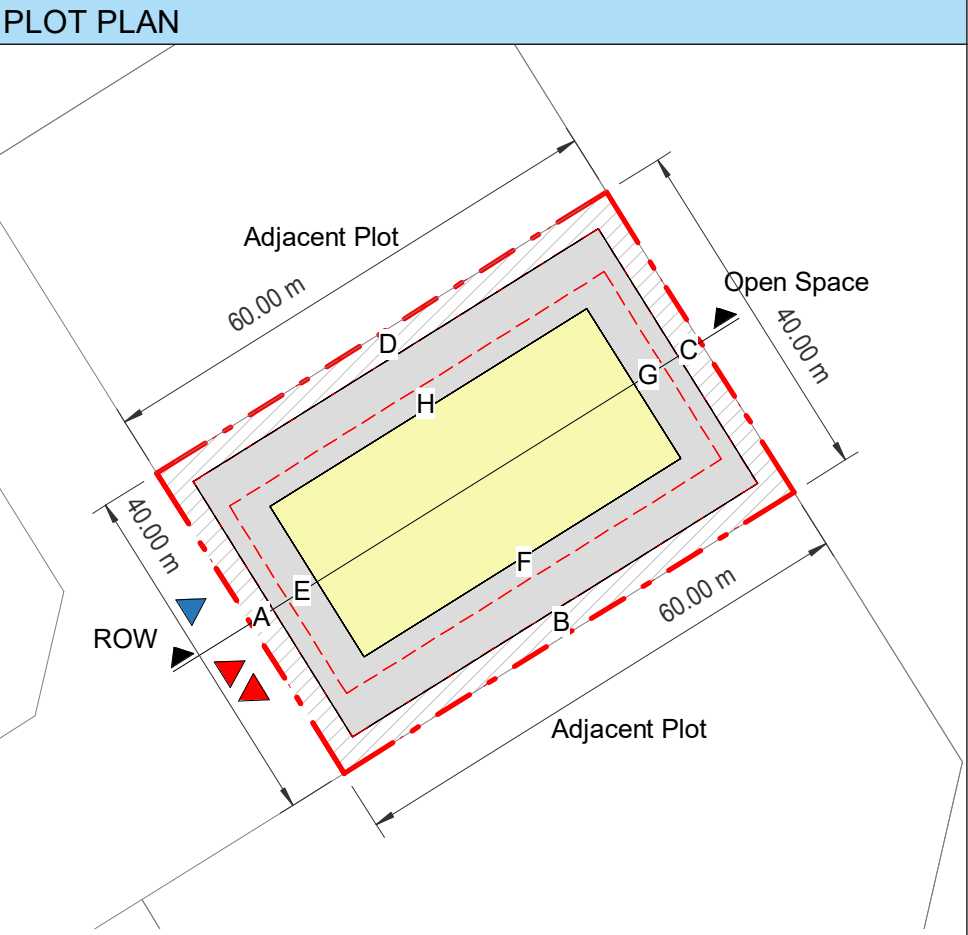 PLOT PLAN
Adjacent Plot
60.00 m
Open Space
40.00 m
D
C
G
H
40.00 m
F
E
A
B
60.00 m
ROW
Adjacent Plot